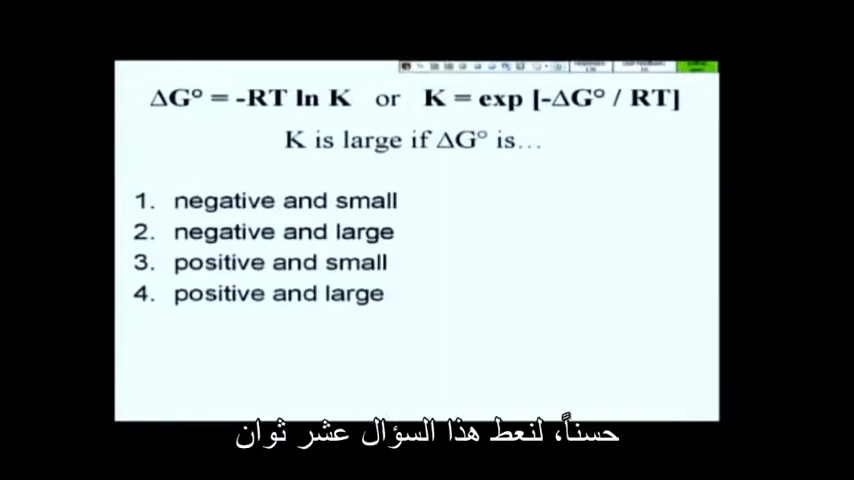 ΔG° = -RT ln K or K = exp [-ΔG° / RT]
K is large if ΔG° is…
1. negative and small
2. negative and large
3. positive and small
4. positive and large
حسناً، لنعط هذا السؤال عشر ثوان